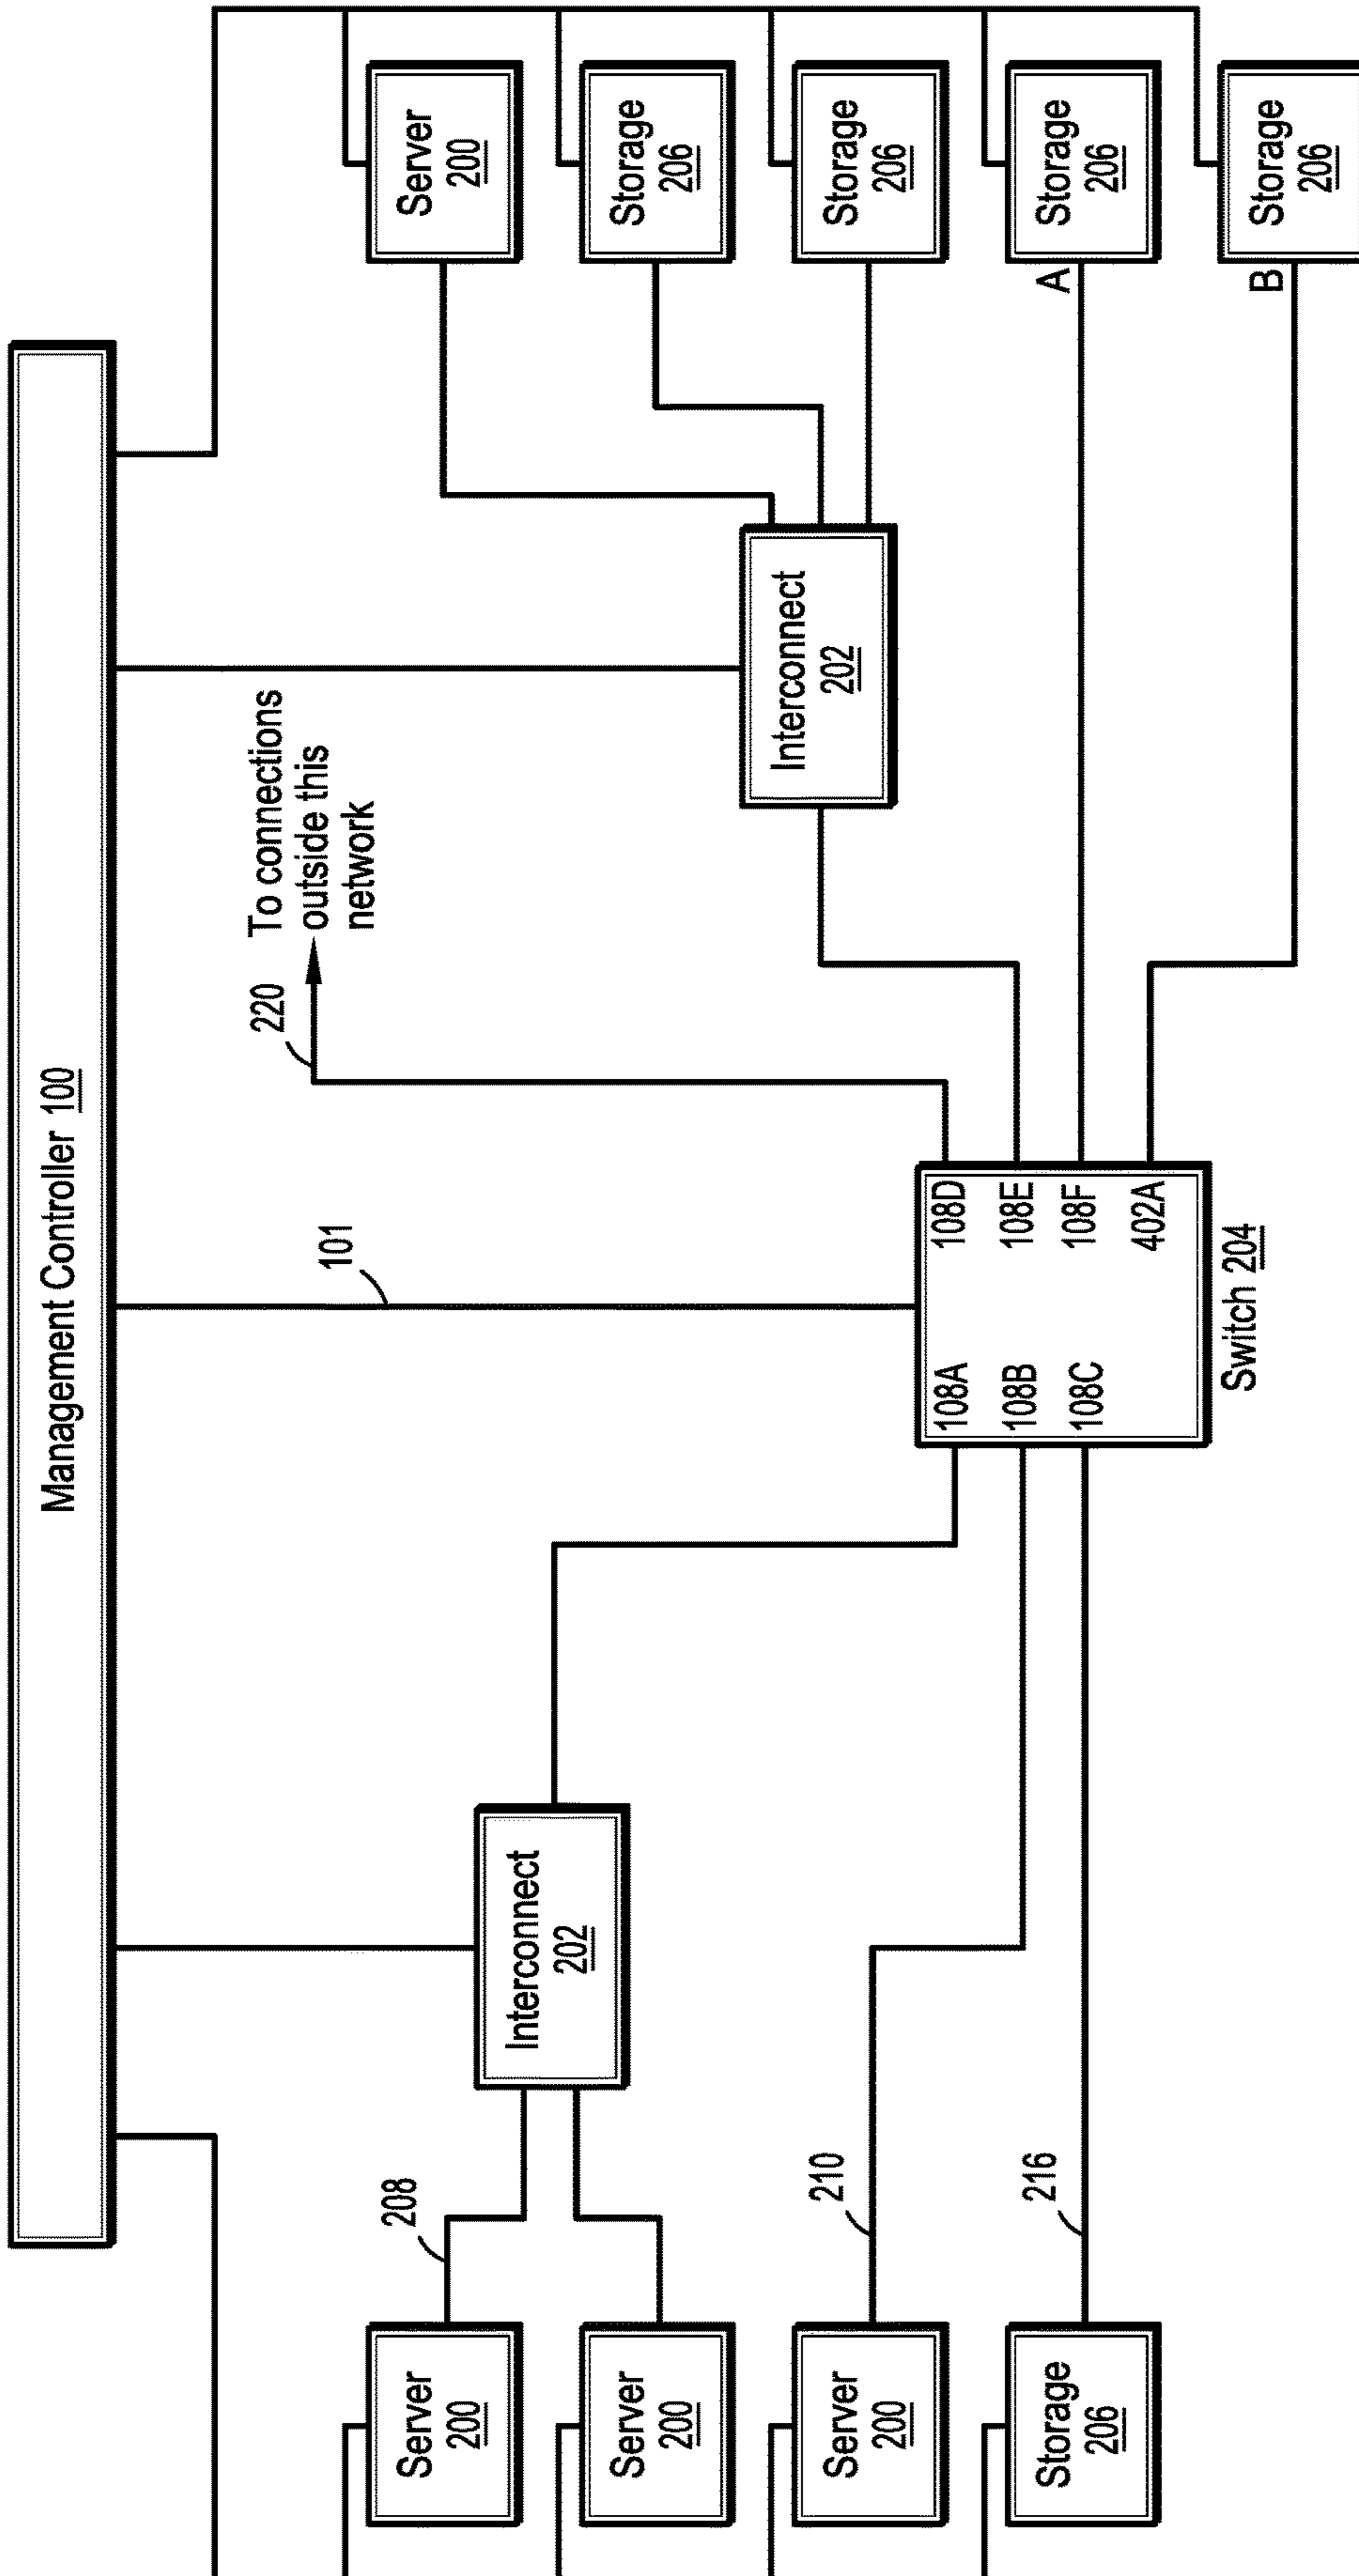 Management Controller 100
Server
200
Server
200
Server
200
Storage
206
208
210
216
Interconnect
202
101
220
To connections
outside this
network
108A
108B
108C
108D
108E
108F
402A
Switch 204
Interconnect
202
Server
200
Storage
206
Storage
206
A
Storage
206
B
Storage
206